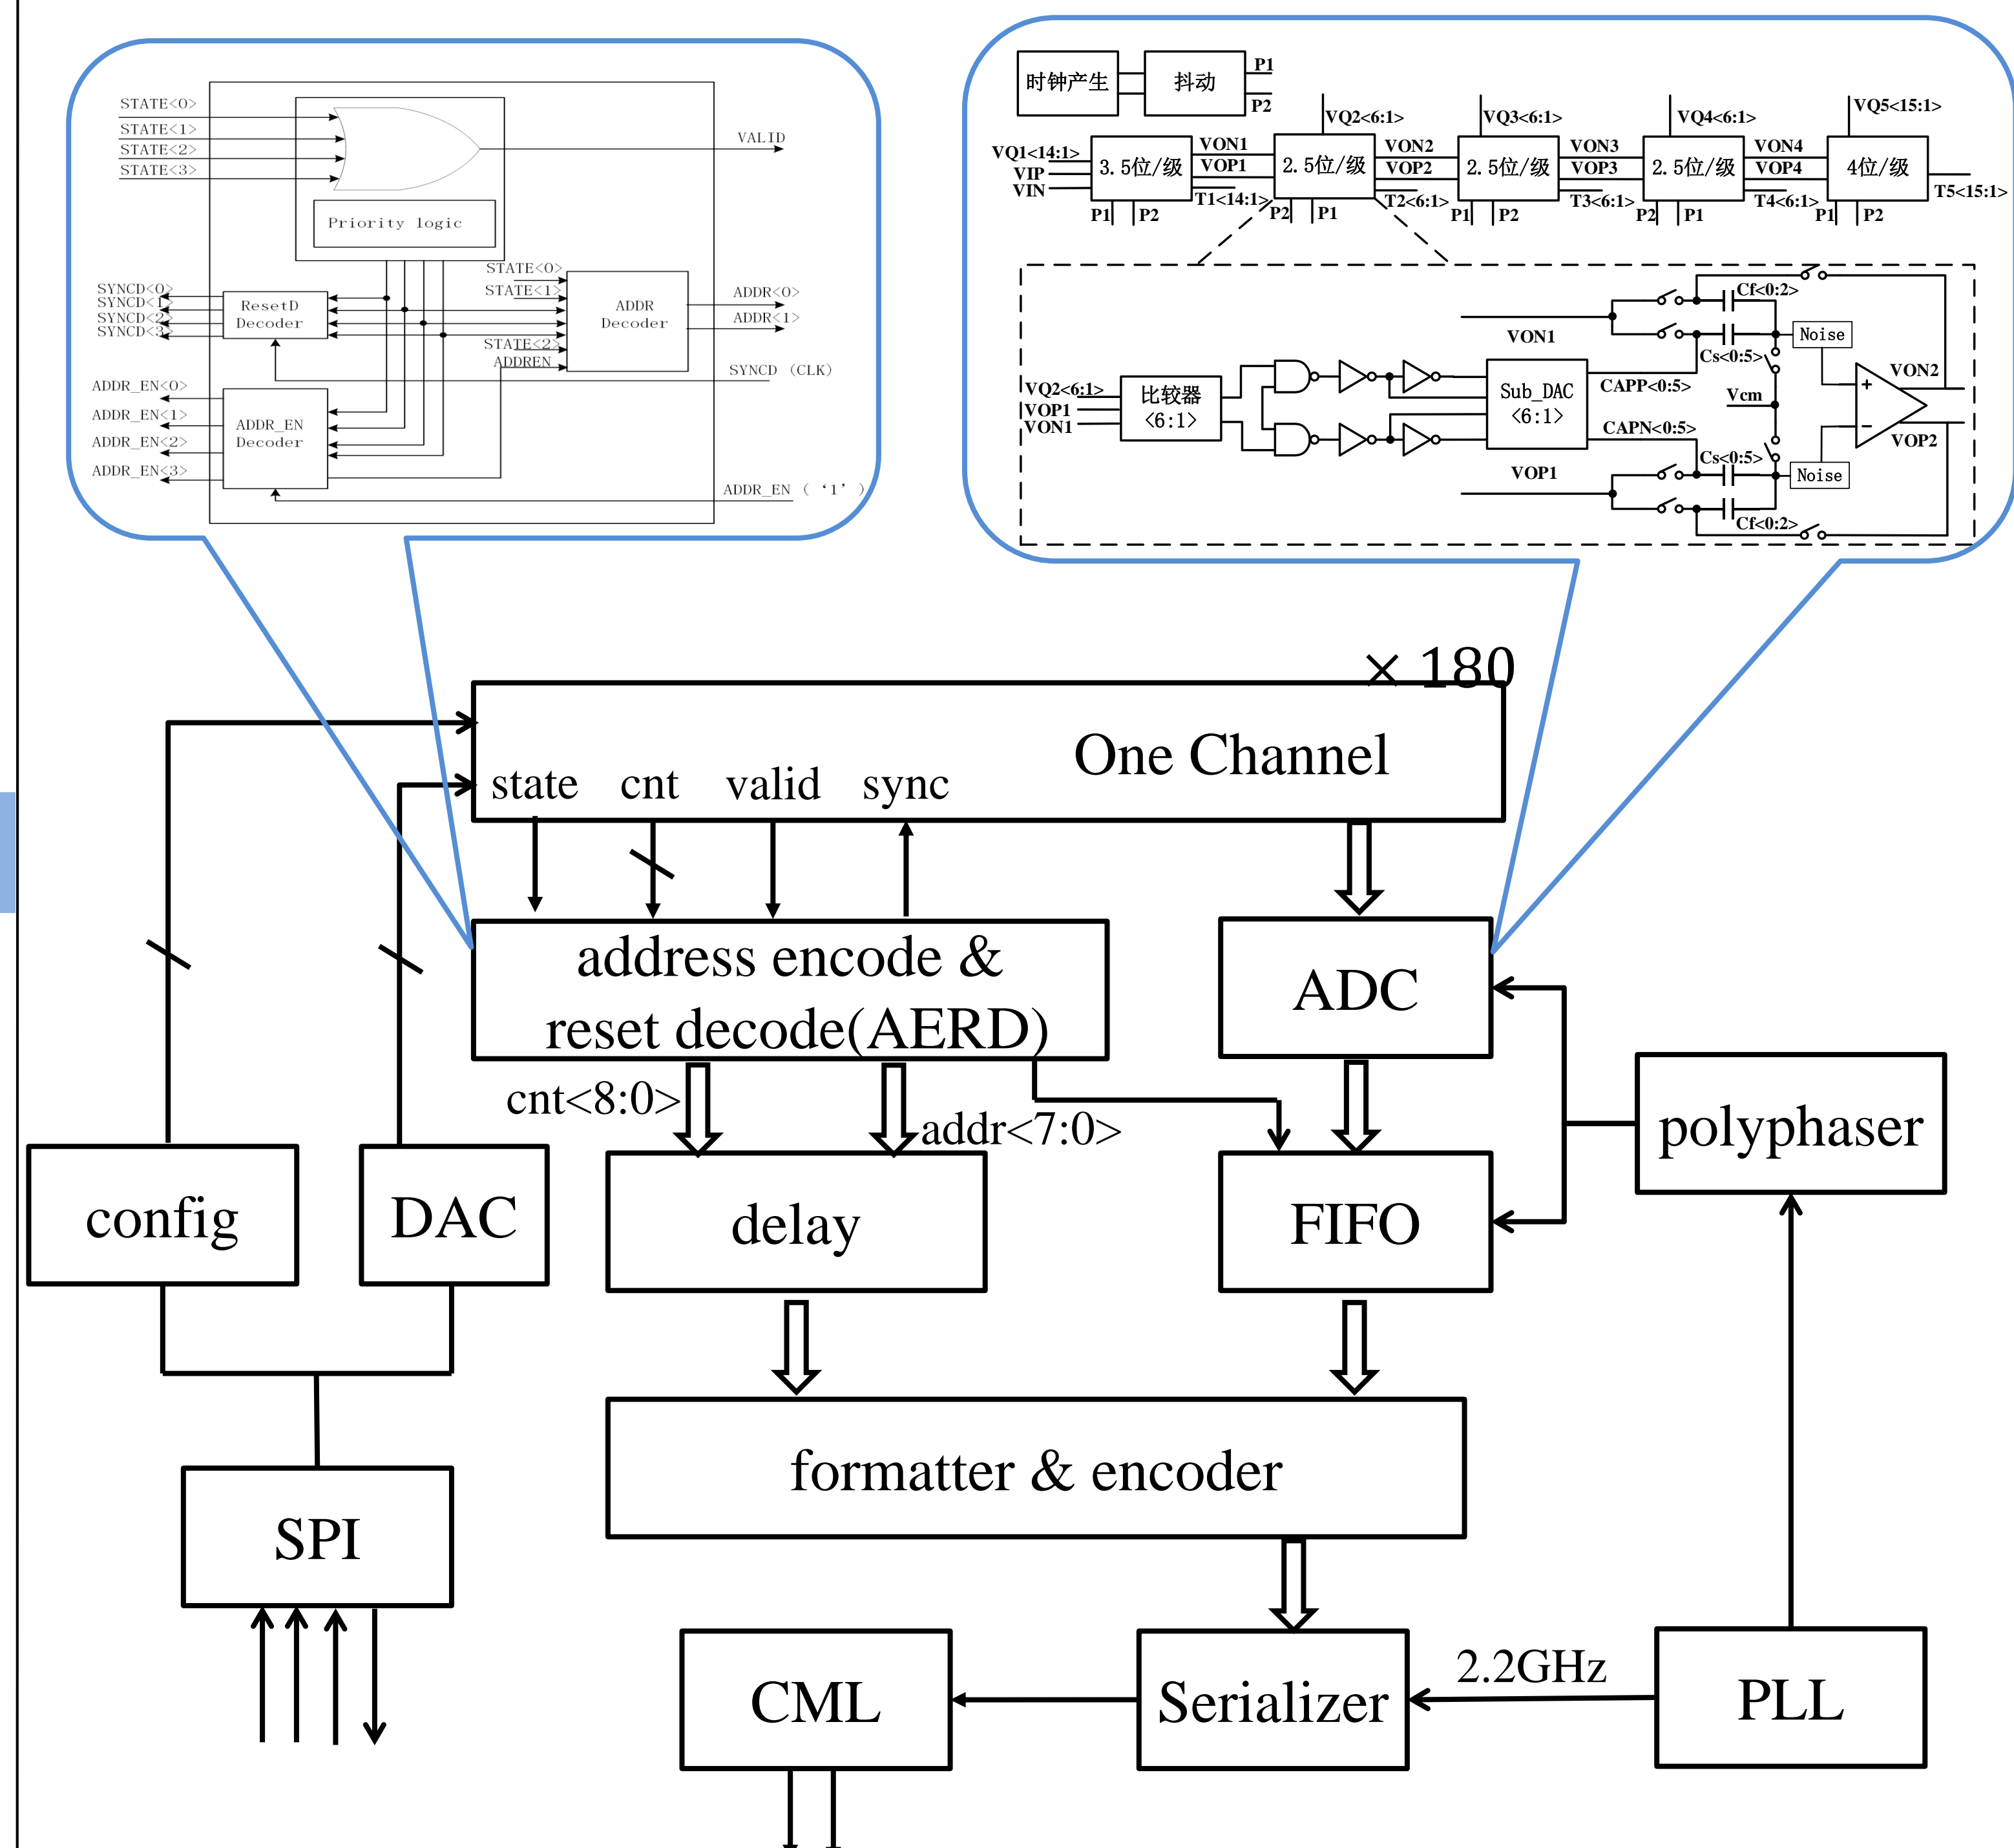 STATE<0>
STATE<1>
STATE<2>
STATE<3>
VALID
Priority logic
SYNCD<0>
SYNCD<1>
SYNCD<2>
SYNCD<3>
ResetD
Decoder
STATE<0>
STATE<1>
STATE<2>
ADDREN
ADDR
Decoder
ADDR<0>
ADDR<1>
SYNCD (CLK)
ADDR_EN<0>
ADDR_EN<1>
ADDR_EN<2>
ADDR_EN<3>
ADDR_EN
Decoder
ADDR_EN ( ‘1’ )
时钟产生
抖动
P1
P2
VQ1<14:1>
VIP
VIN
3.5位/级
P1
P2
VON1
VOP1
T1<14:1>
VQ2<6:1>
2.5位/级
P2
P1
VON2
VOP2
T2<6:1>
VQ3<6:1>
2.5位/级
P1
P2
VON3
VOP3
T3<6:1>
VQ4<6:1>
2.5位/级
P2
P1
VON4
VOP4
T4<6:1>
VQ5<15:1>
4位/级
P1
P2
T5<15:1>
VQ2<6:1>
VOP1
VON1
比较器
<6:1>
Sub_DAC
<6:1>
VON1
CAPP<0:5>
CAPN<0:5>
VOP1
Cf<0:2>
Cs<0:5>
Noise
Vcm
Cs<0:5>
Noise
Cf<0:2>
+
−
VON2
VOP2
× 180
One Channel
state cnt valid sync
address encode &
reset decode(AERD)
ADC
cnt<8:0>
addr<7:0>
polyphaser
config
DAC
delay
FIFO
formatter & encoder
SPI
CML
Serializer
2.2GHz
PLL